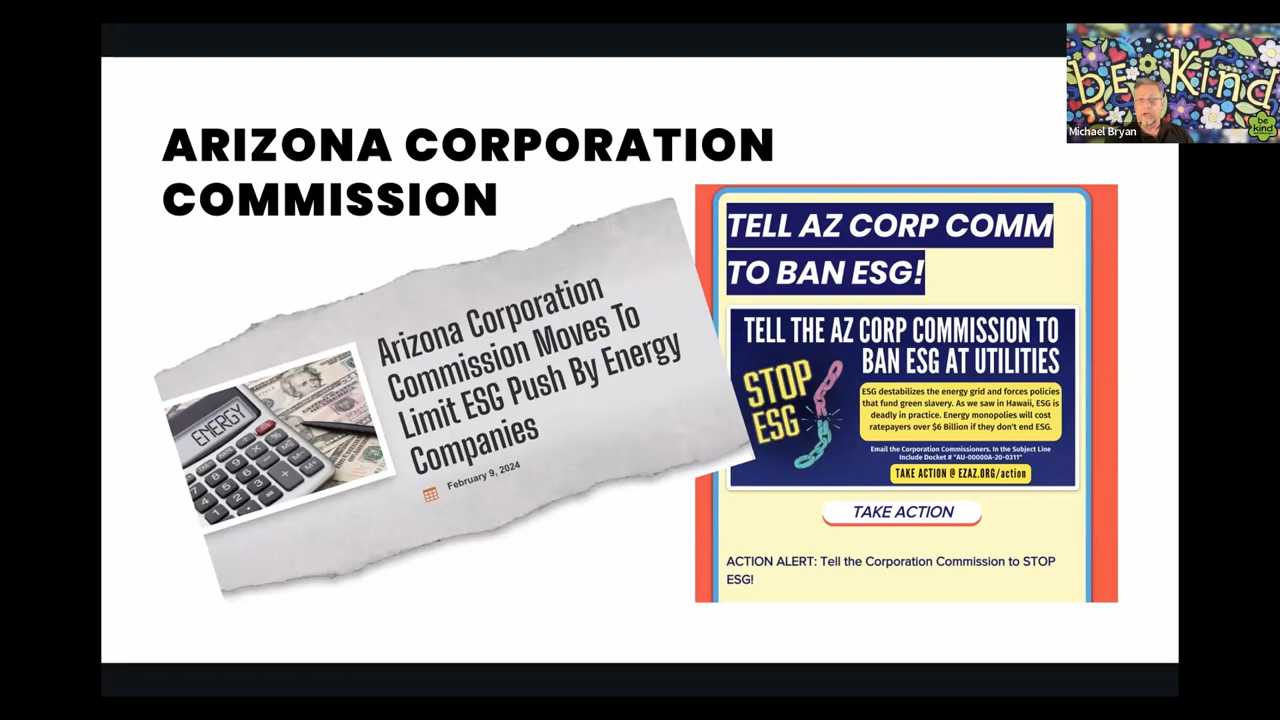 ARIZONA CORPORATION
COMMISSION
Arizona Corporation
Commission Moves To
Limit ESG Push By Energy
Companies
February 9, 2024
ENERGY
TELL AZ CORP COMM
TO BAN ESG!
TELL THE AZ CORP COMMISSION TO
BAN ESG AT UTILITIES
STOP
ESG
ESG destabilizes the energy grid and forces policies
that fund green slavery. As we saw in Hawaii, ESG is
deadly in practice. Energy monopolies will cost
ratepayers over $6 Billion if they don't end ESG.
Email the Corporation Commissioners. In the Subject Line
Include Docket # "AU-00000A-20-0311"
TAKE ACTION @ EZAZ.ORG/action
TAKE ACTION
ACTION ALERT: Tell the Corporation Commission to STOP
ESG!
be Kind
Michael Bryan
be
kind